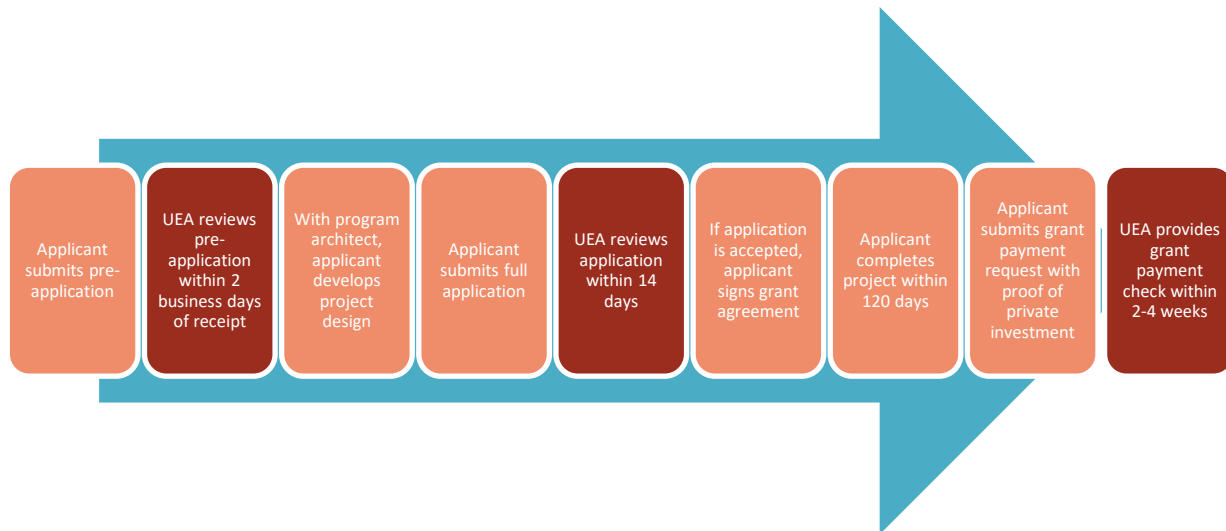 Applicant
submits pre-
application
UEA reviews
pre-
application
within 2
business days
of receipt
With program
architect,
applicant
develops
project
design
Applicant
submits full
application
UEA reviews
application
within 14
days
If application
is accepted,
applicant
signs grant
agreement
Applicant
completes
project within
120 days
Applicant
submits grant
payment
request with
proof of
private
investment
UEA provides
grant
payment
check within
2-4 weeks